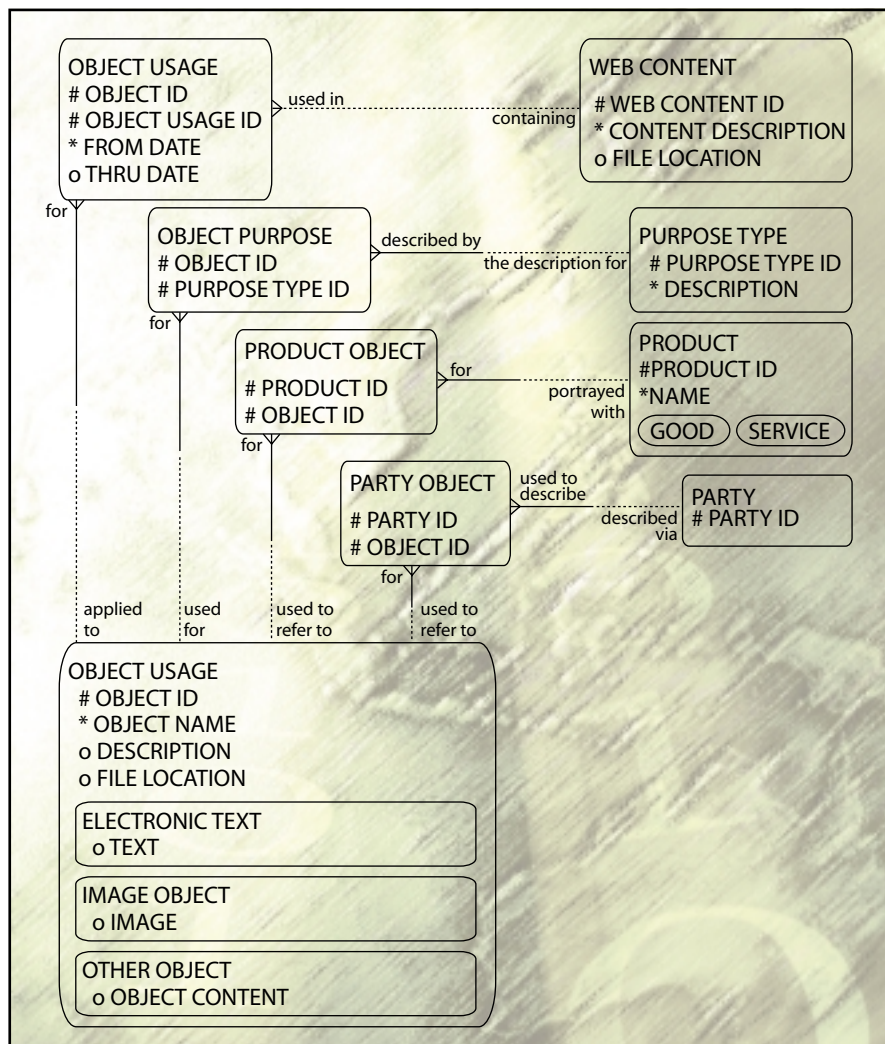 OBJECT USAGE
# OBJECT ID
# OBJECT USAGE ID
* FROM DATE
o THRU DATE
used in
containing
WEB CONTENT
# WEB CONTENT ID
* CONTENT DESCRIPTION
o FILE LOCATION
for
OBJECT PURPOSE
# OBJECT ID
# PURPOSE TYPE ID
described by
the description for
PURPOSE TYPE
# PURPOSE TYPE ID
* DESCRIPTION
for
PRODUCT OBJECT
# PRODUCT ID
# OBJECT ID
for
portrayed
with
PRODUCT
#PRODUCT ID
*NAME
GOOD
SERVICE
for
PARTY OBJECT
# PARTY ID
# OBJECT ID
used to
describe
described
via
PARTY
# PARTY ID
for
applied
to
used
for
used to
refer to
used to
refer to
OBJECT USAGE
# OBJECT ID
* OBJECT NAME
o DESCRIPTION
o FILE LOCATION
ELECTRONIC TEXT
o TEXT
IMAGE OBJECT
o IMAGE
OTHER OBJECT
o OBJECT CONTENT